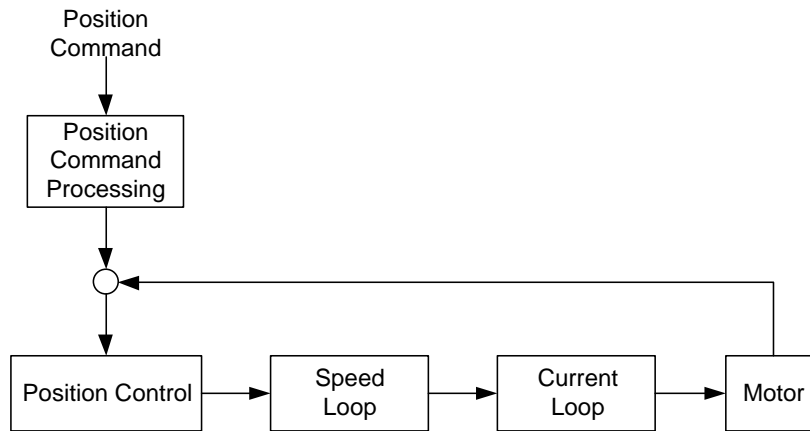 Position
Command
Position
Command
Processing
Position Control
Speed
Loop
Current
Loop
Motor